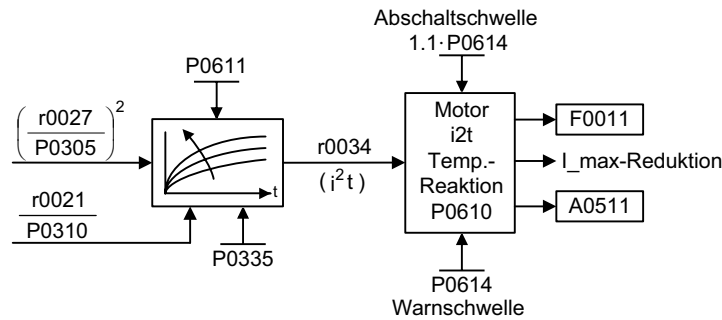 Abschaltschwelle
1.1·P0614
P0611
(r0027 / P0305)²
r0021
P0310
t
P0335
r0034
(i²t)
Motor
i2t
Temp.-
Reaktion
P0610
F0011
I_max-Reduktion
A0511
P0614
Warnschwelle